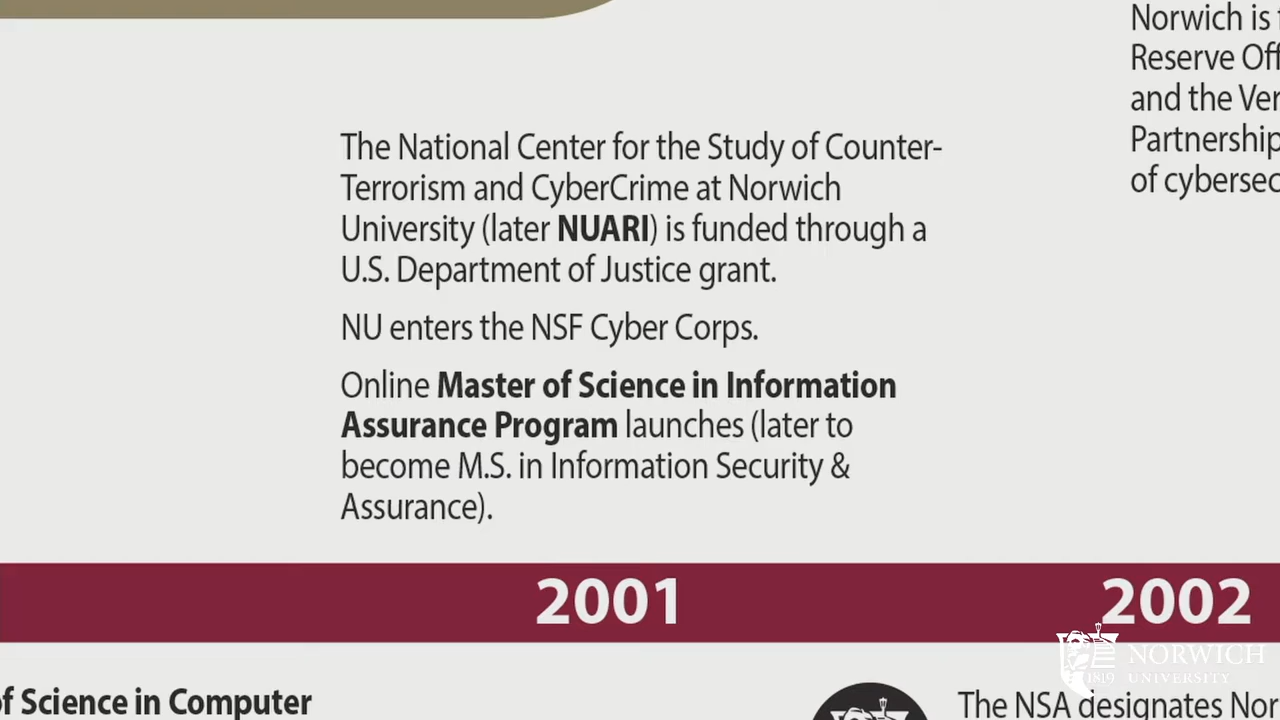 Norwich is
Reserve Off
and the Ver
Partnership
of cybersec
The National Center for the Study of Counter-
Terrorism and CyberCrime at Norwich
University (later NUARI) is funded through a
U.S. Department of Justice grant.
NU enters the NSF Cyber Corps.
Online Master of Science in Information
Assurance Program launches (later to
become M.S. in Information Security &
Assurance).
2001
2002
NORWICH
1819 UNIVERSITY
of Science in Computer
The NSA designates Nor